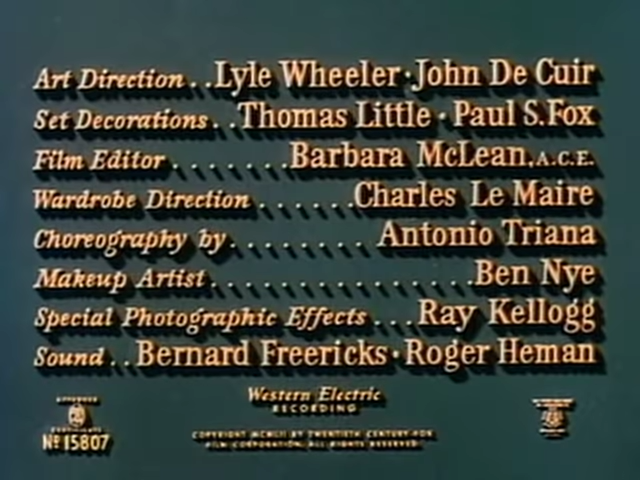 Art Direction . . Lyle Wheeler · John De Cuir
Set Decorations . . Thomas Little · Paul S. Fox
Film Editor . . . . . . . Barbara McLean, A.C.E.
Wardrobe Direction . . . . . . Charles Le Maire
Choreography by . . . . . . . . Antonio Triana
Makeup Artist . . . . . . . . . . . . . . . Ben Nye
Special Photographic Effects . . . Ray Kellogg
Sound . . Bernard Freericks · Roger Heman
Western Electric
RECORDING
APPROVED
CERTIFICATE
Nº 15807
COPYRIGHT MCMLII BY TWENTIETH CENTURY-FOX
FILM CORPORATION. ALL RIGHTS RESERVED